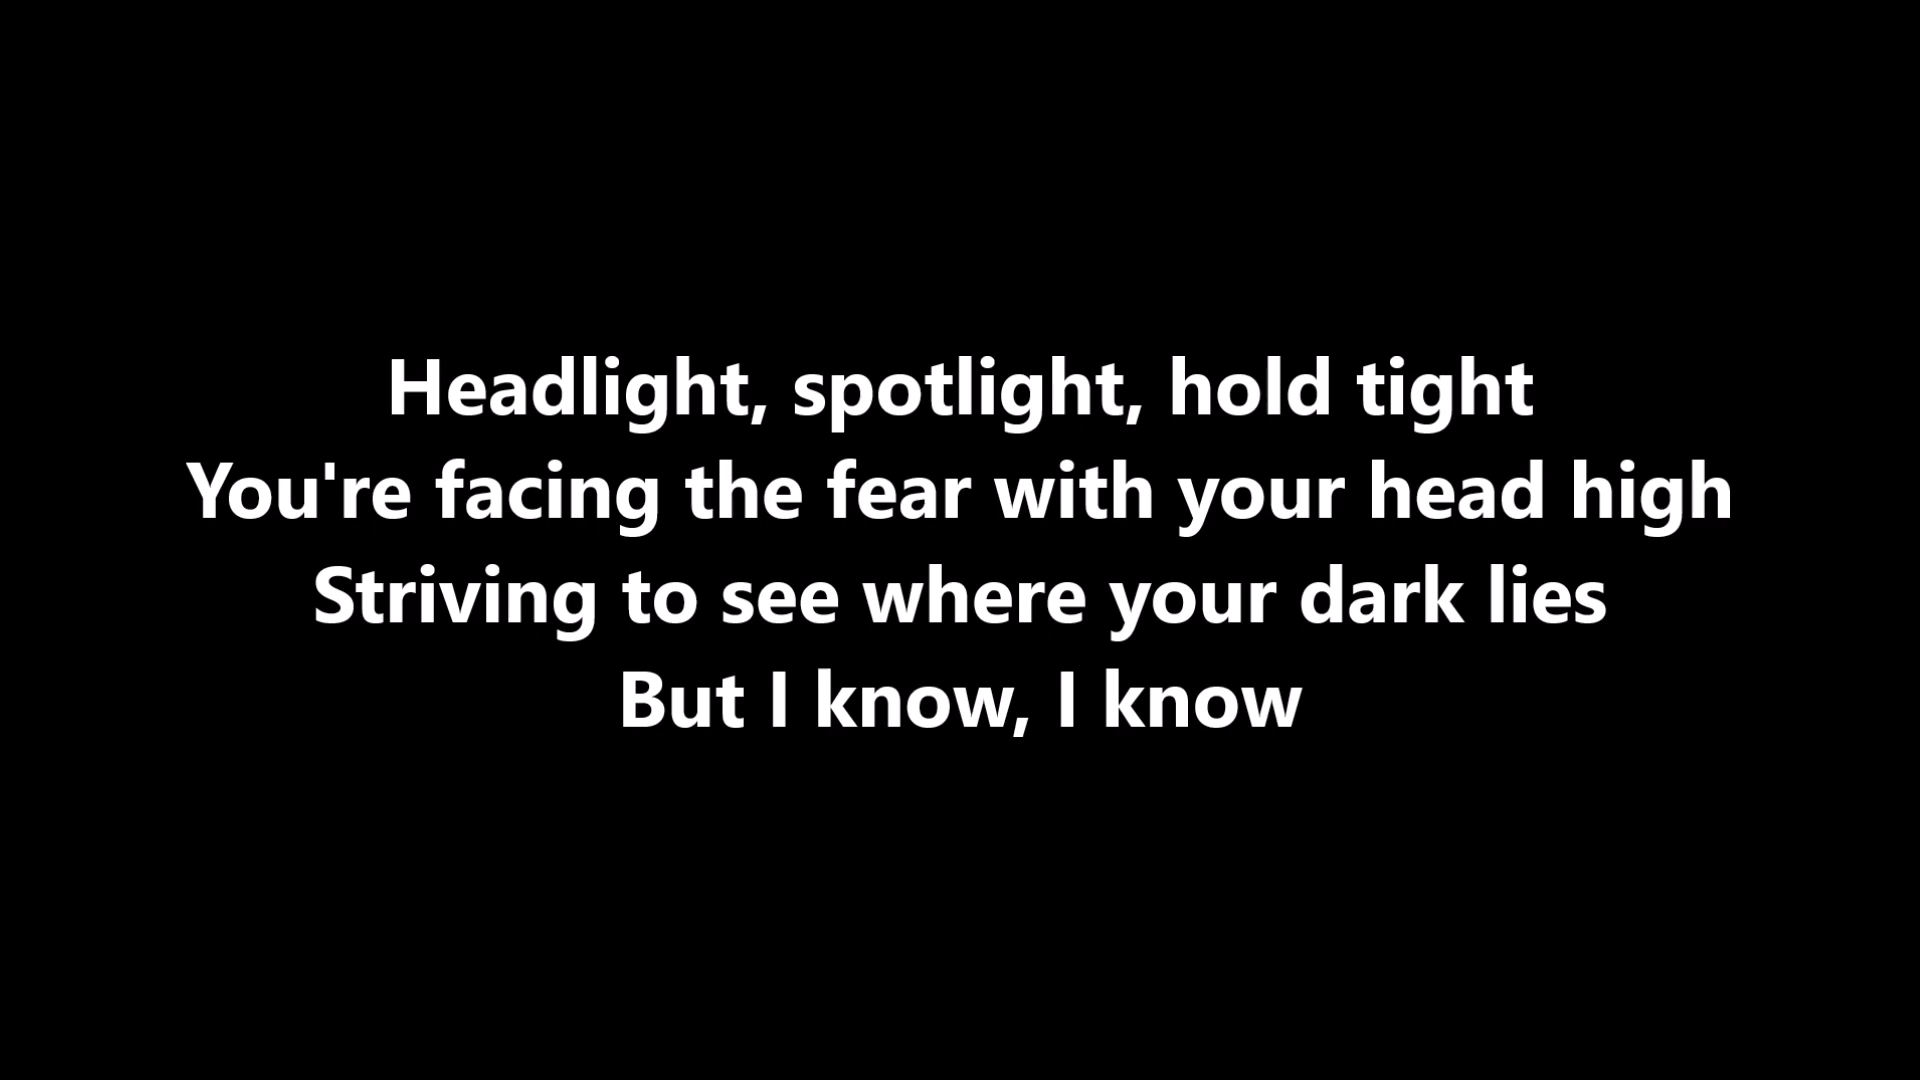 Headlight, spotlight, hold tight
You're facing the fear with your head high
Striving to see where your dark lies
But I know, I know